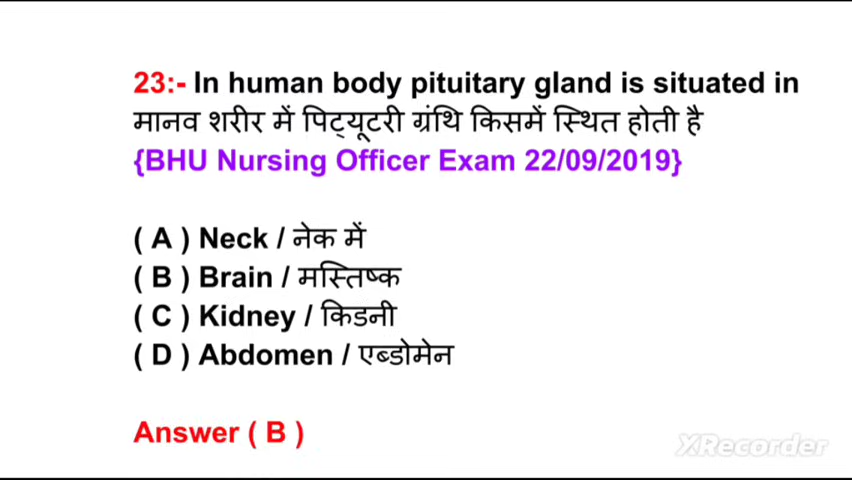 23:- In human body pituitary gland is situated in
मानव शरीर में पिट्यूटरी ग्रंथि किसमें स्थित होती है
{BHU Nursing Officer Exam 22/09/2019}
( A ) Neck / नेक में
( B ) Brain / मस्तिष्क
( C ) Kidney / किडनी
( D ) Abdomen / एब्डोमेन
Answer ( B )
XRecorder